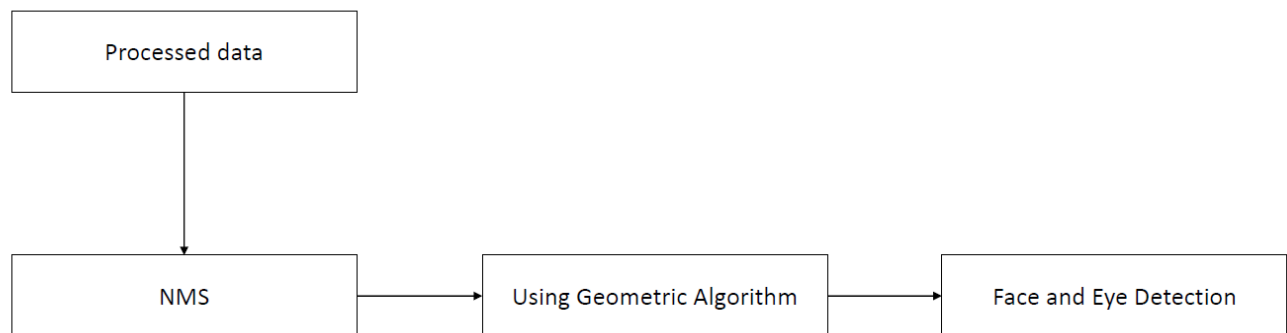 Processed data
NMS
Using Geometric Algorithm
Face and Eye Detection